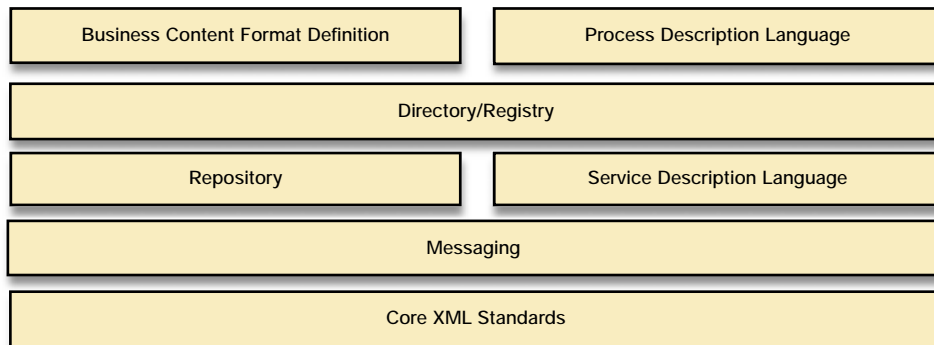 Business Content Format Definition
Process Description Language
Directory/Registry
Repository
Service Description Language
Messaging
Core XML Standards